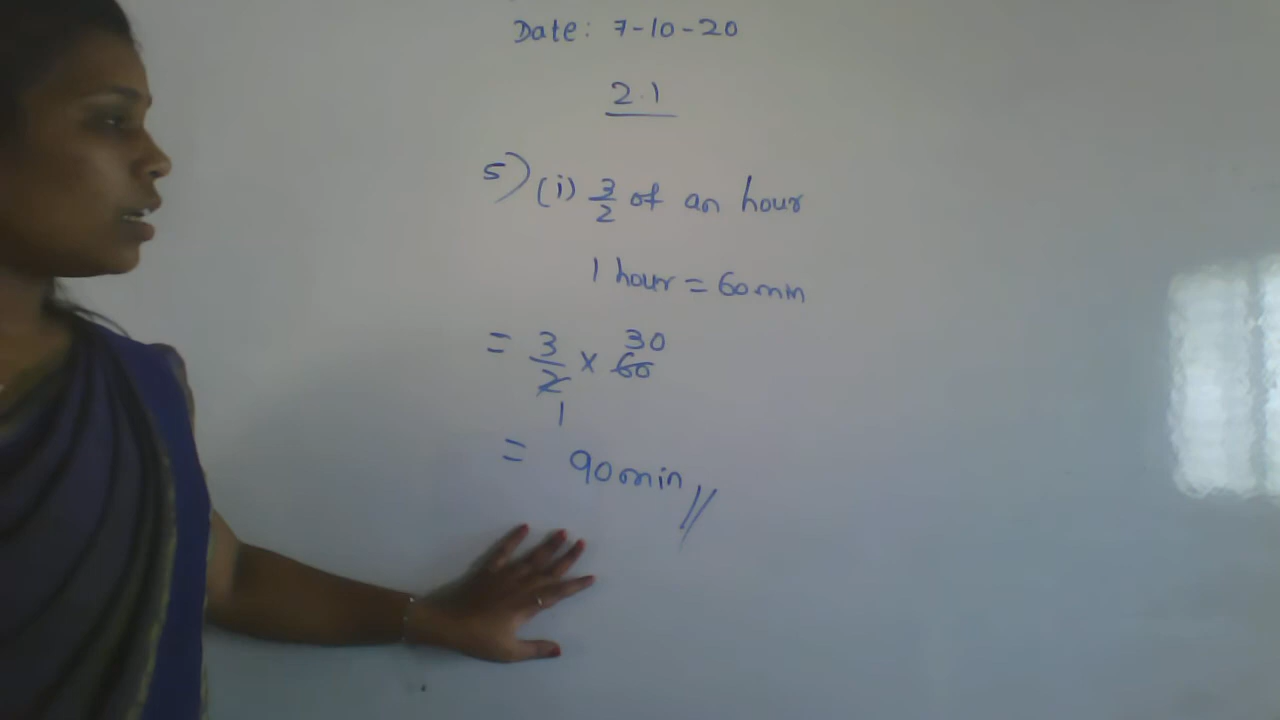 Date: 7-10-20
2.1
5) (i) 3/2 of an hour
1 hour = 60 min
= 3/2 × 60 30
1
= 90 min //